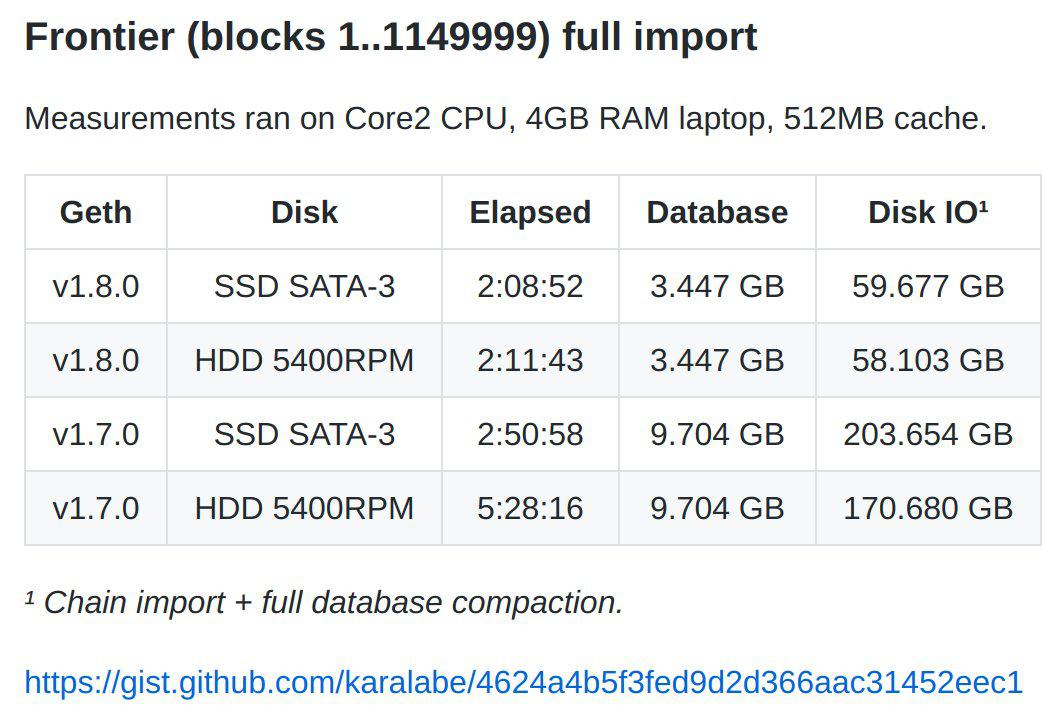 Frontier (blocks 1..1149999) full import
Measurements ran on Core2 CPU, 4GB RAM laptop, 512MB cache.
Geth Disk Elapsed Database Disk IO¹
v1.8.0 SSD SATA-3 2:08:52 3.447 GB 59.677 GB
v1.8.0 HDD 5400RPM 2:11:43 3.447 GB 58.103 GB
v1.7.0 SSD SATA-3 2:50:58 9.704 GB 203.654 GB
v1.7.0 HDD 5400RPM 5:28:16 9.704 GB 170.680 GB
¹ Chain import + full database compaction.
https://gist.github.com/karalabe/4624a4b5f3fed9d2d366aac31452eec1